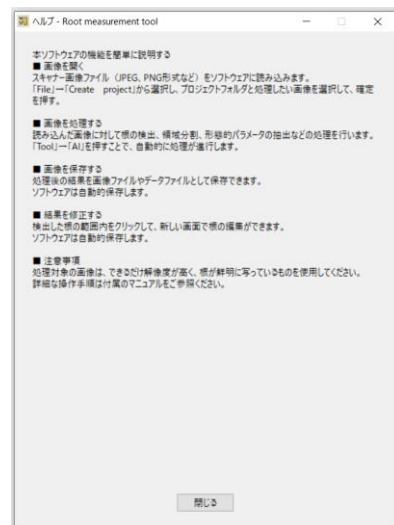 ヘルプ - Root measurement tool
本ソフトウェアの機能を簡単に説明する
■ 画像を開く
スキャナー画像ファイル（JPEG、PNG形式など）をソフトウェアに読み込みます。
「File」→「Create project」から選択し、プロジェクトフォルダと処理したい画像を選択して、確定
を押す。
■ 画像を処理する
読み込んだ画像に対して根の検出、領域分割、形態的パラメータの抽出などの処理を行います。
「Tool」→「AI」を押すことで、自動的に処理が進行します。
■ 画像を保存する
処理後の結果を画像ファイルやデータファイルとして保存できます。
ソフトウェアは自動的保存します。
■ 結果を修正する
検出した根の範囲内をクリックして、新しい画面で根の編集ができます。
ソフトウェアは自動的保存します。
■ 注意事項
処理対象の画像は、できるだけ解像度が高く、根が鮮明に写っているものを使用してください。
詳細な操作手順は付属のマニュアルをご参照ください。
閉じる